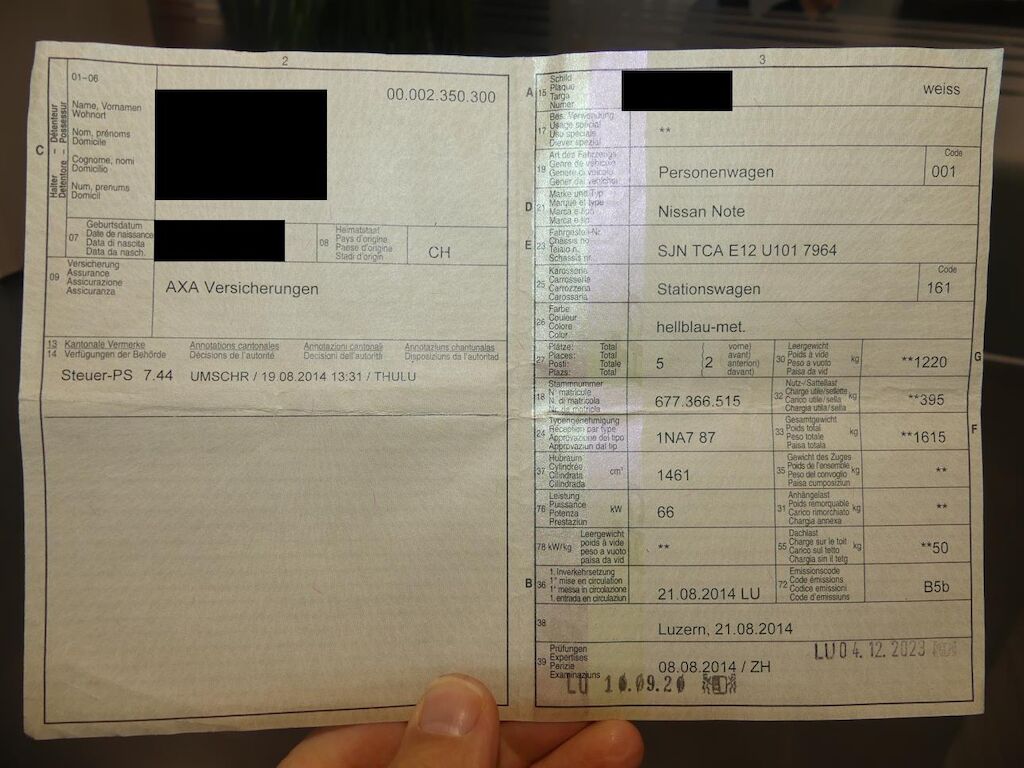 2
01-06
00.002.350.300
C
Halter – Détenteur
Detentore – Possessur
Name, Vornamen
Wohnort
Nom, prénoms
Domicile
Cognome, nomi
Domicilio
Num, prenums
Domicil
07
Geburtsdatum
Date de naissance
Data di nascita
Data da nasch.
08
Heimatstaat
Pays d'origine
Paese d'origine
Stadi d'origin
CH
09
Versicherung
Assurance
Assicurazione
Assicuranza
AXA Versicherungen
13 Kantonale Vermerke Annotations cantonales Annotazioni cantonali Annotaziuns chantunalas
14 Verfügungen der Behörde Décisions de l'autorité Decisioni dell'autorità Disposiziuns da l'autoritad
Steuer-PS 7.44 UMSCHR / 19.08.2014 13:31 / THULU
3
A
15
Schild
Plaque
Targa
Numer
weiss
17
Bes. Verwendung
Usage spécial
Uso speciale
Diever spezial
**
19
Art des Fahrzeugs
Genre de véhicule
Genere di veicolo
Gener dal vehichel
Personenwagen
Code
001
D
21
Marke und Typ
Marque et type
Marca e tipo
Marca e tip
Nissan Note
E
23
Fahrgestell-Nr.
Châssis no
Telaio n.
Schassis nr.
SJN TCA E12 U101 7964
25
Karosserie
Carrosserie
Carrozzeria
Carossaria
Stationswagen
Code
161
26
Farbe
Couleur
Colore
Color
hellblau-met.
27
Plätze: Total
Places: Total
Posti: Totale
Plazs: Total
5
( vorne)
( avant)
2
( anteriori)
( davant)
30
Leergewicht
Poids à vide
Peso a vuoto
Paisa da vid
kg
**1220
G
18
Stammnummer
N° matricule
N. di matricola
Nr. da matricla
677.366.515
32
Nutz-/Sattellast
Charge utile/sellette
Carico utile/sella
Chargia utila/sella
kg
**395
24
Typengenehmigung
Réception par type
Approvazione del tipo
Approvaziun dal tip
1NA7 87
33
Gesamtgewicht
Poids total
Peso totale
Paisa totala
kg
**1615
F
37
Hubraum
Cylindrée
Cilindrata
Cilindrada
cm³
1461
35
Gewicht des Zuges
Poids de l'ensemble
Peso del convoglio
Paisa cumposiziun
kg
**
76
Leistung
Puissance
Potenza
Prestaziun
kW
66
31
Anhängelast
Poids remorquable
Carico rimorchiato
Chargia annexa
kg
**
78 kW/kg
Leergewicht
poids à vide
peso a vuoto
paisa da vid
**
55
Dachlast
Charge sur le toit
Carico sul tetto
Chargia sin il tetg
kg
**50
B
36
1. Inverkehrsetzung
1re mise en circulation
1a messa in circolazione
1. entrada en circulaziun
21.08.2014 LU
72
Emissionscode
Code émissions
Codice emissioni
Code d'emissiuns
B5b
38
Luzern, 21.08.2014
39
Prüfungen
Expertises
Perizie
Examinaziuns
08.08.2014 / ZH
LU 04.12.2023
LU 10.09.20